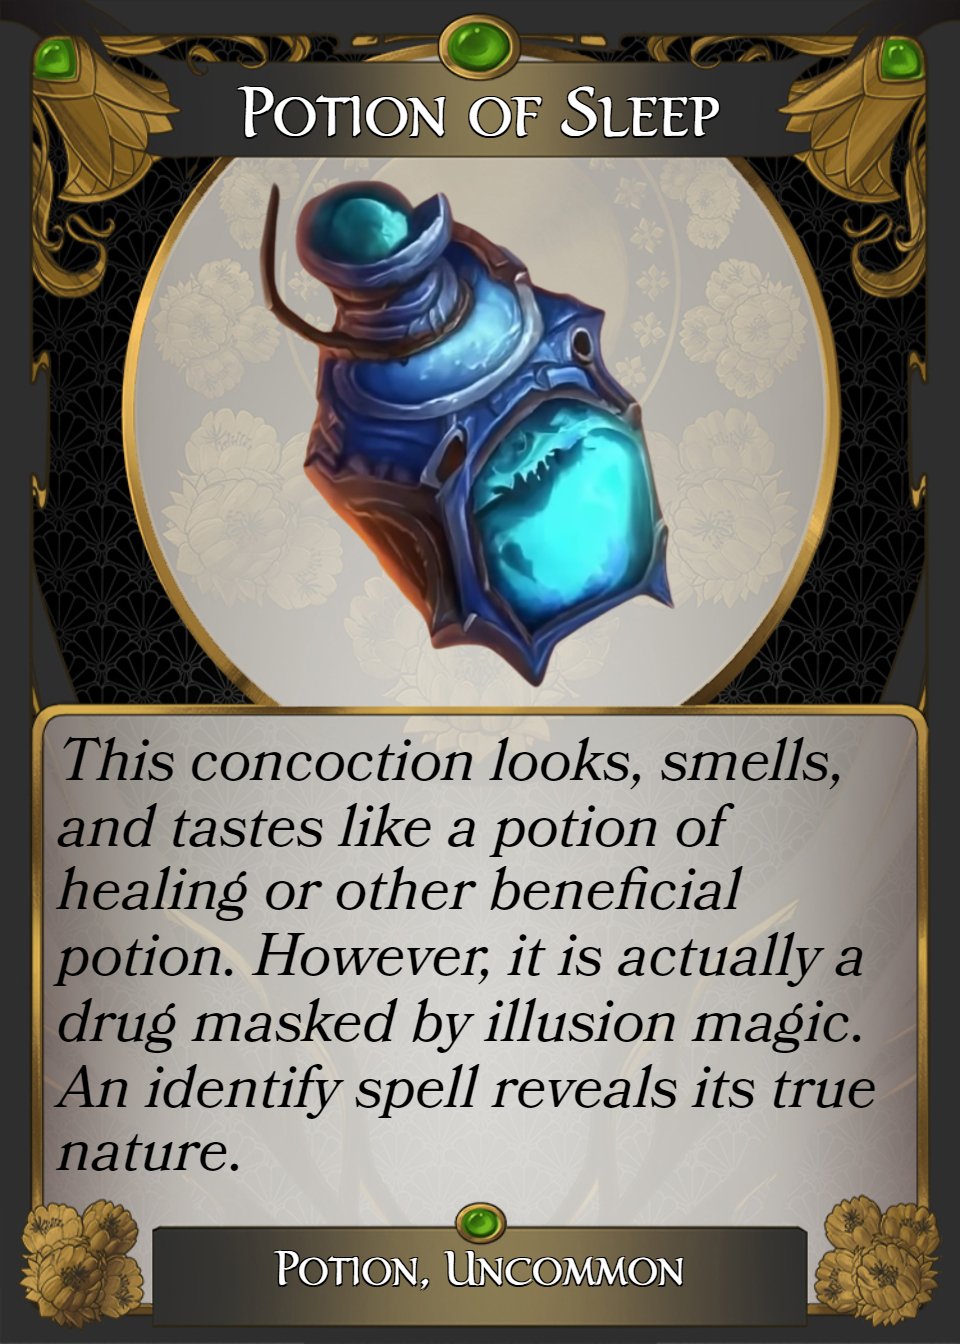 Potion of Sleep
This concoction looks, smells,
and tastes like a potion of
healing or other beneficial
potion. However, it is actually a
drug masked by illusion magic.
An identify spell reveals its true
nature.
Potion, Uncommon